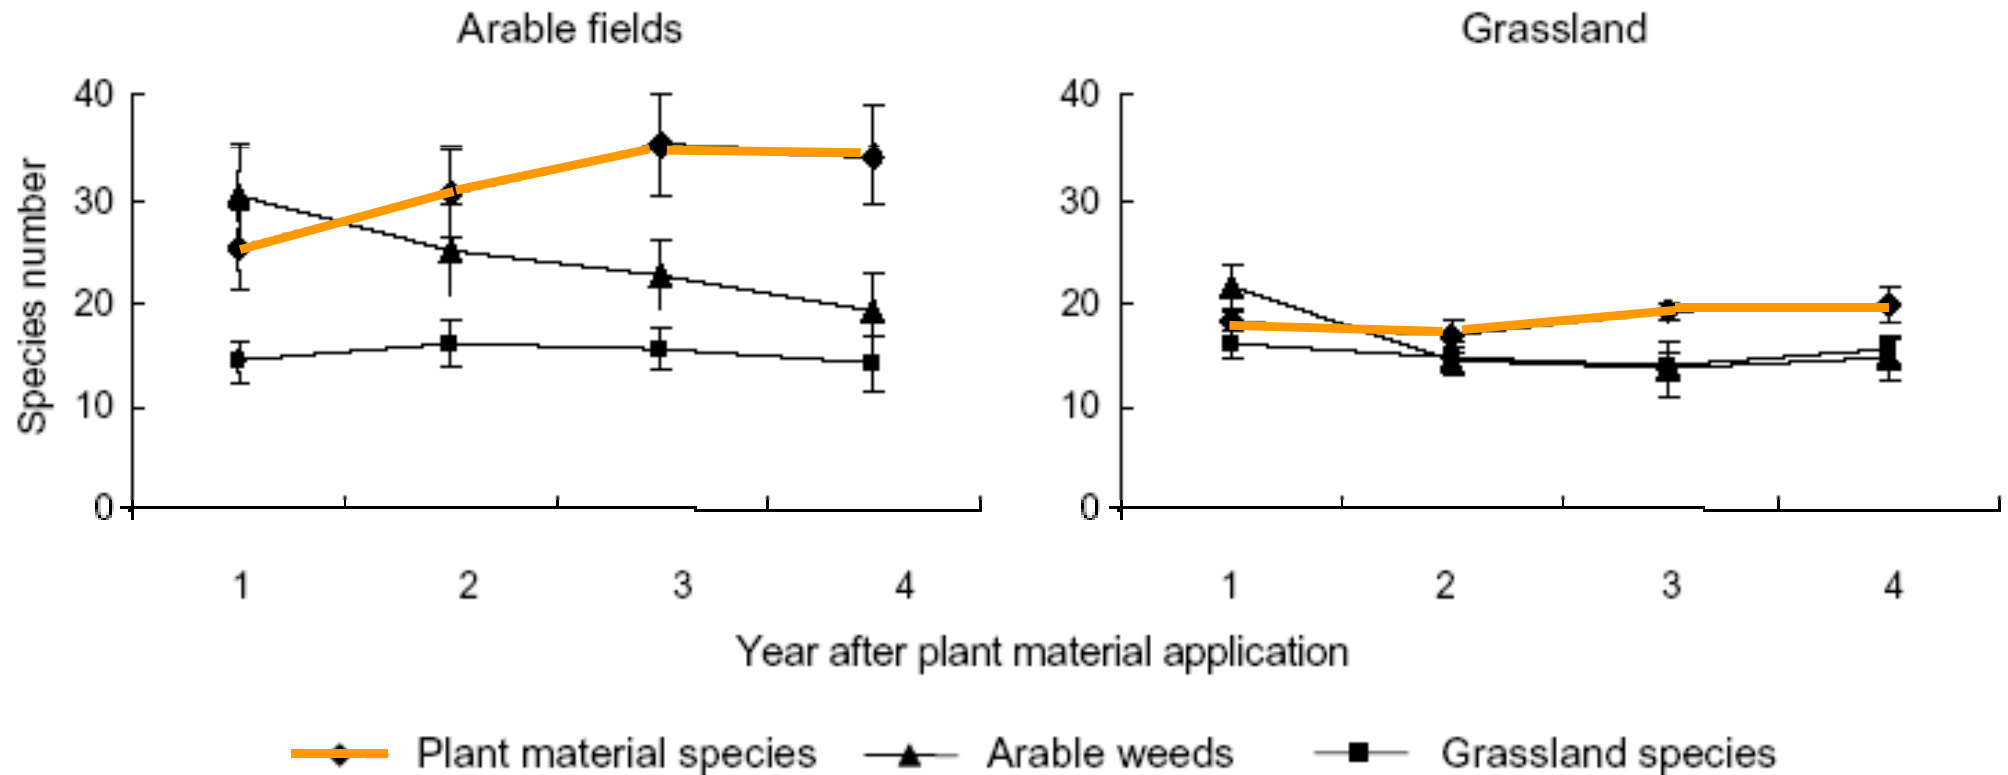 Arable fields
Grassland
40
30
20
10
0
Species number
40
30
20
10
0
1 2 3 4
1 2 3 4
Year after plant material application
Plant material species Arable weeds Grassland species